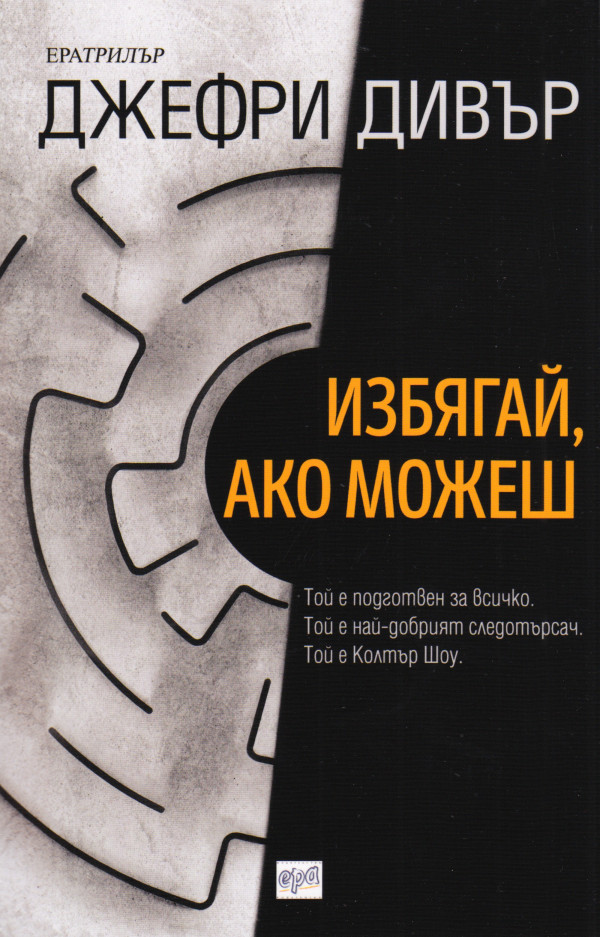 ЕРАТРИЛЪР
ДЖЕФРИ ДИВЪР
ИЗБЯГАЙ,
АКО МОЖЕШ
Той е подготвен за всичко.
Той е най-добрият следотърсач.
Той е Колтър Шоу.
ера